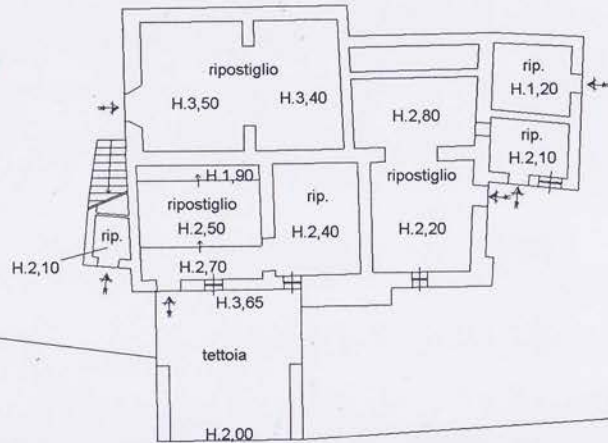 ripostiglio
H.3,50
H.3,40
rip.
H.1,20
H.2,80
rip.
H.2,10
H.1,90
ripostiglio
H.2,50
rip.
H.2,40
ripostiglio
H.2,20
rip.
H.2,10
H.2,70
H.3,65
tettoia
H.2,00